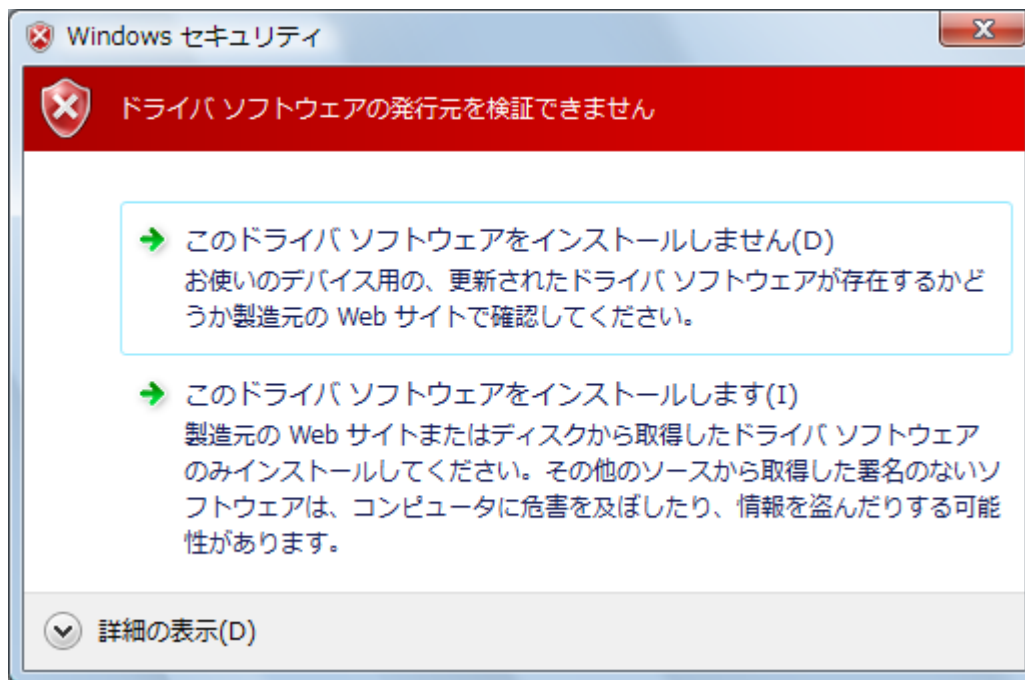 Windows セキュリティ
ドライバ ソフトウェアの発行元を検証できません
このドライバ ソフトウェアをインストールしません(D)
お使いのデバイス用の、更新されたドライバ ソフトウェアが存在するかど
うか製造元の Web サイトで確認してください。
このドライバ ソフトウェアをインストールします(I)
製造元の Web サイトまたはディスクから取得したドライバ ソフトウェア
のみインストールしてください。その他のソースから取得した署名のないソ
フトウェアは、コンピュータに危害を及ぼしたり、情報を盗んだりする可能
性があります。
詳細の表示(D)